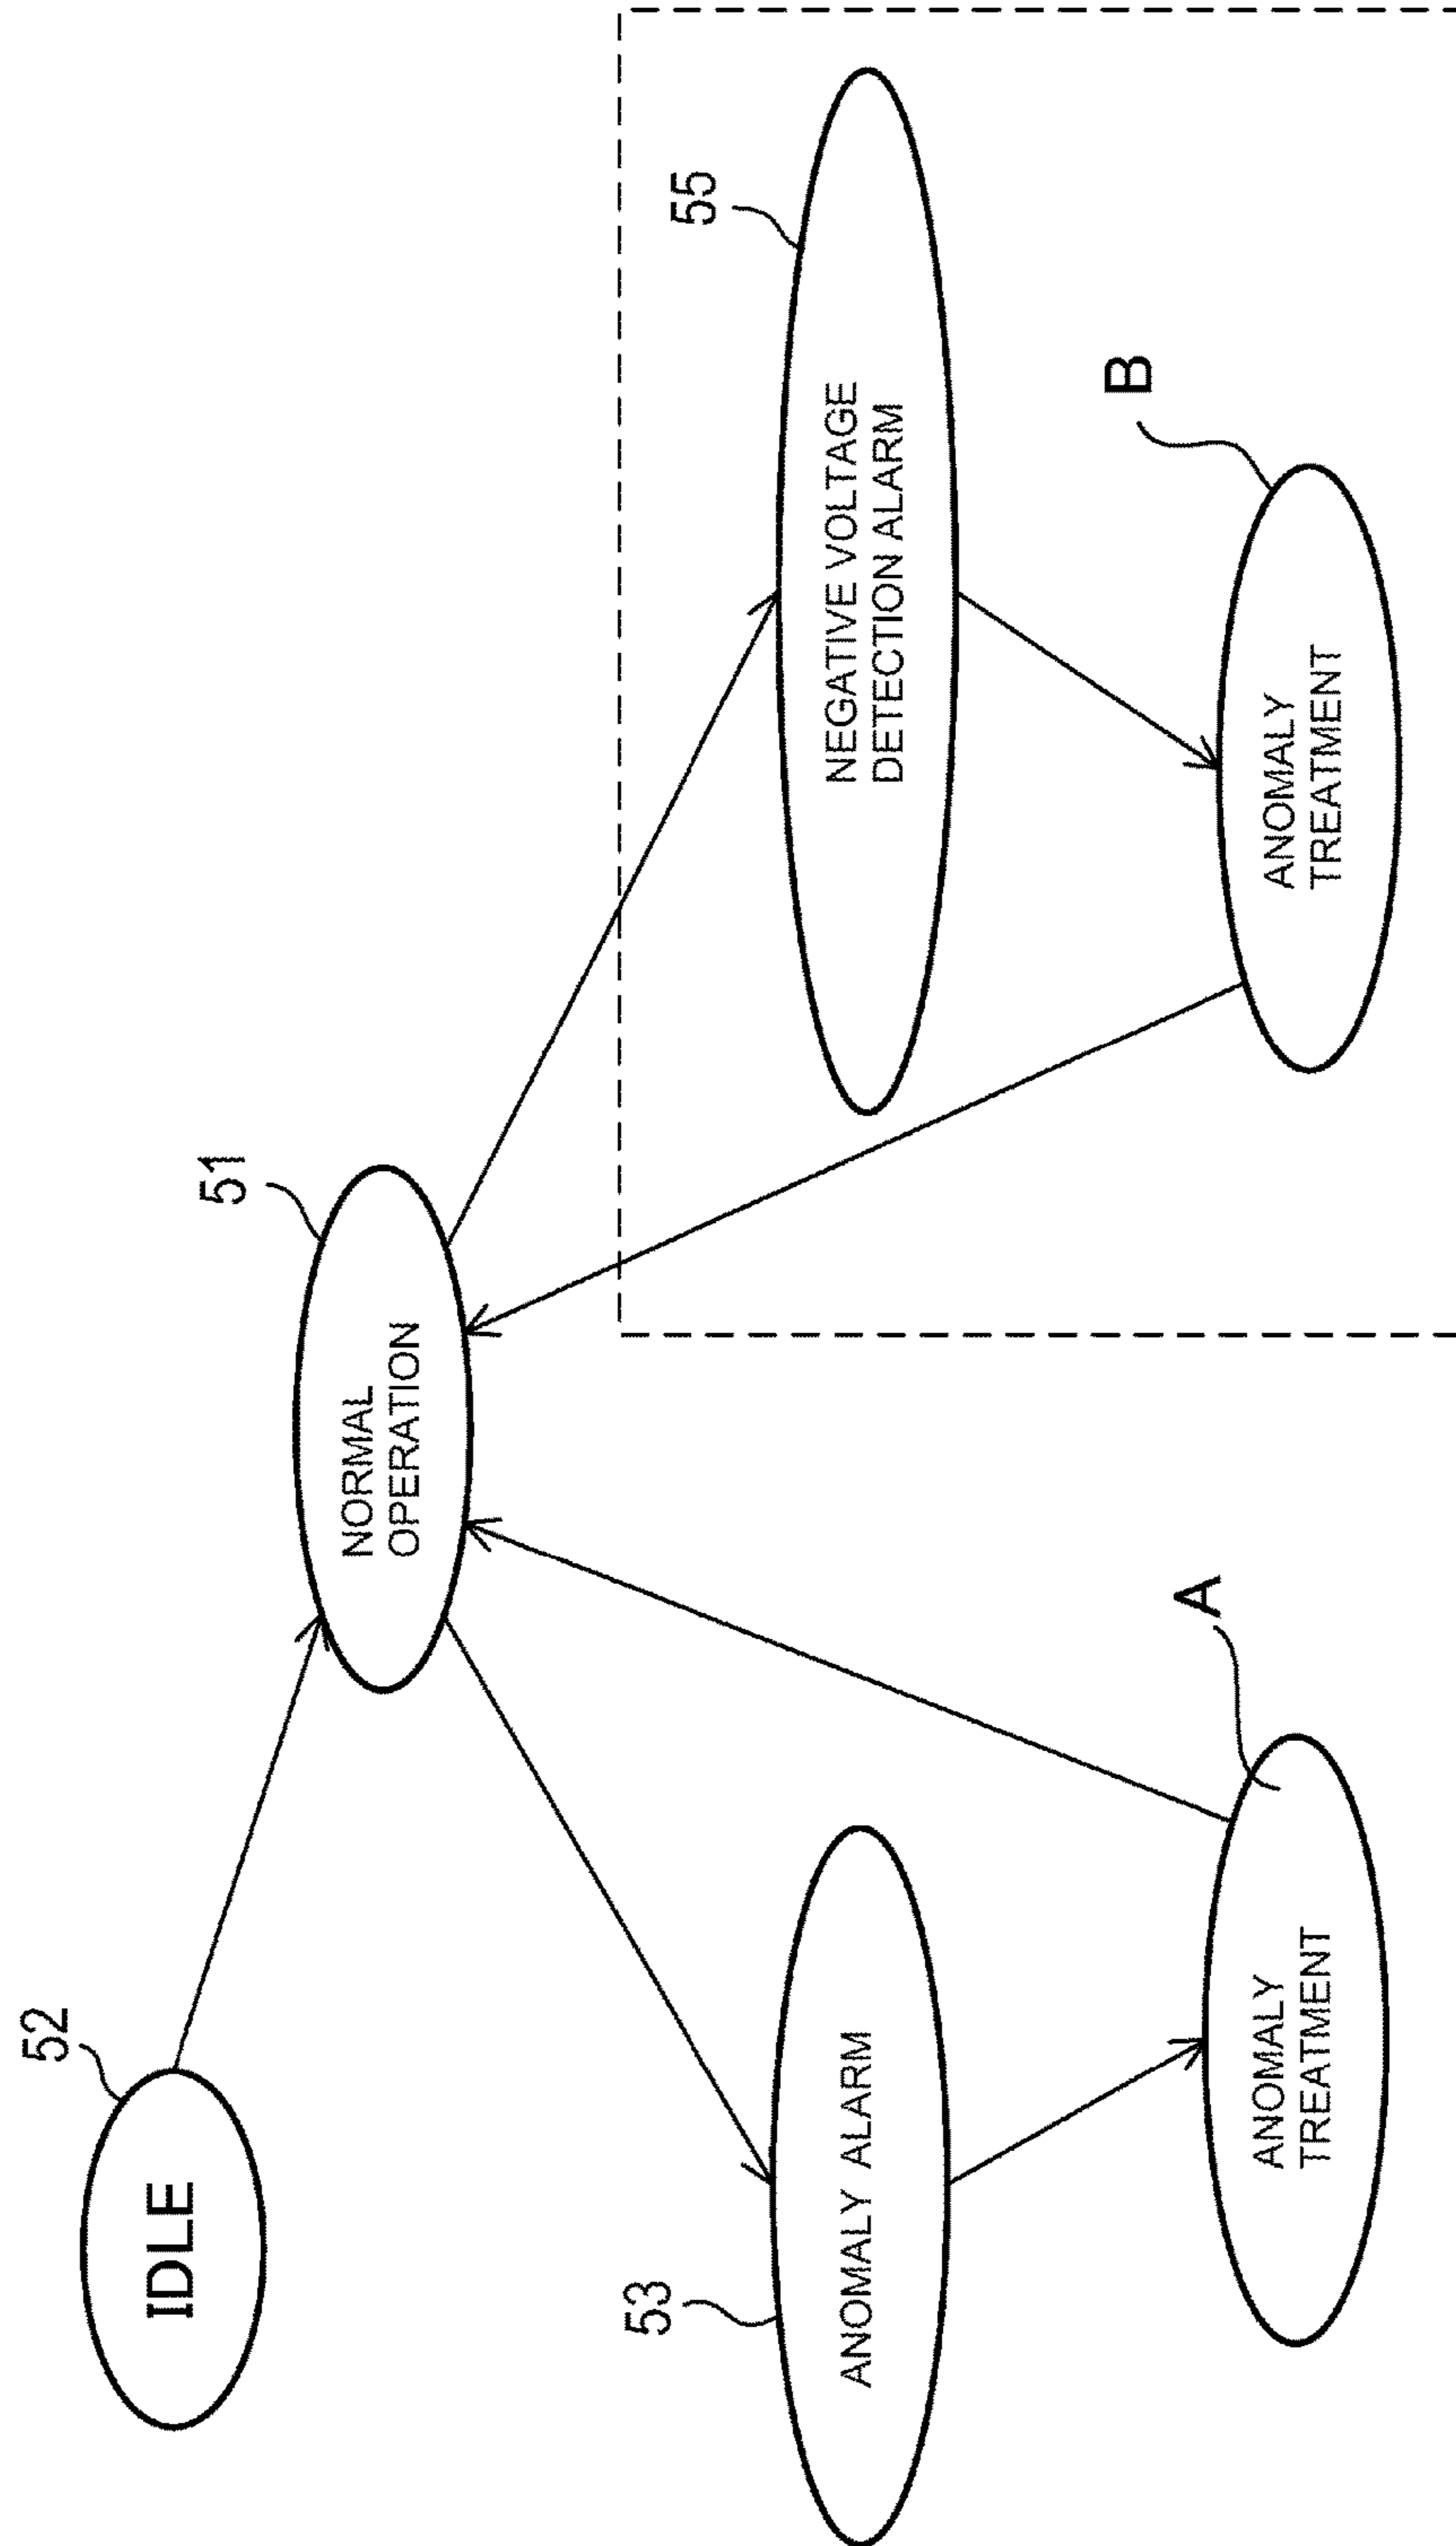 52
IDLE
51
NORMAL
OPERATION
53
ANOMALY ALARM
55
NEGATIVE VOLTAGE
DETECTION ALARM
A
ANOMALY
TREATMENT
B
ANOMALY
TREATMENT